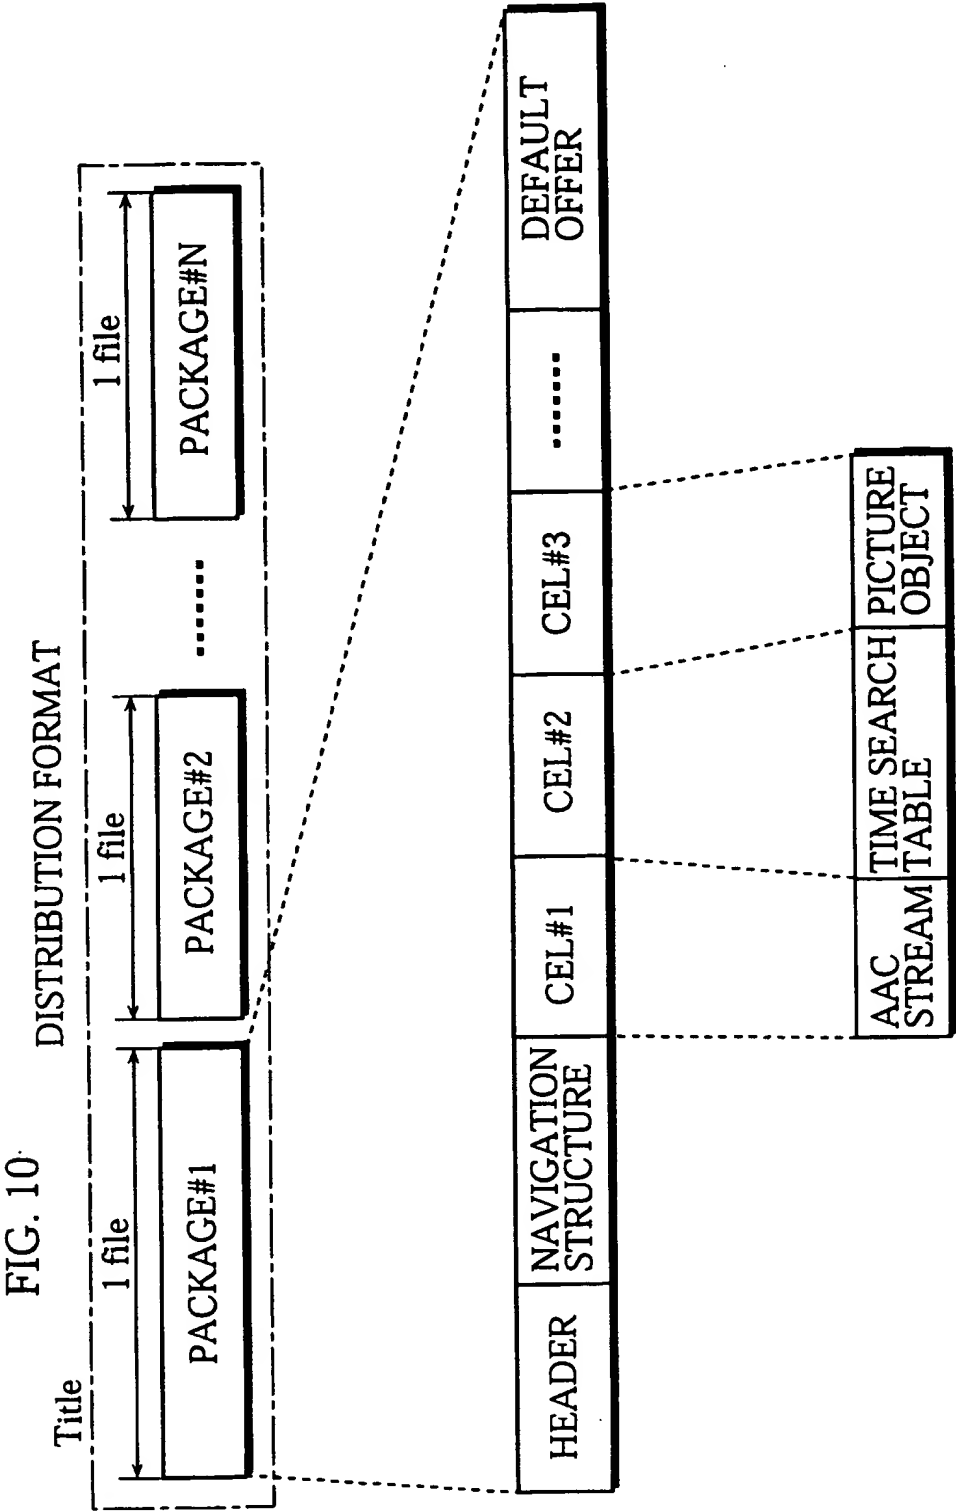 FIG. 10
DISTRIBUTION FORMAT
Title
1 file
1 file
1 file
PACKAGE#1
PACKAGE#2
.......
PACKAGE#N
HEADER
NAVIGATION
STRUCTURE
CEL#1
CEL#2
CEL#3
.......
DEFAULT
OFFER
AAC
STREAM
TIME SEARCH
TABLE
PICTURE
OBJECT